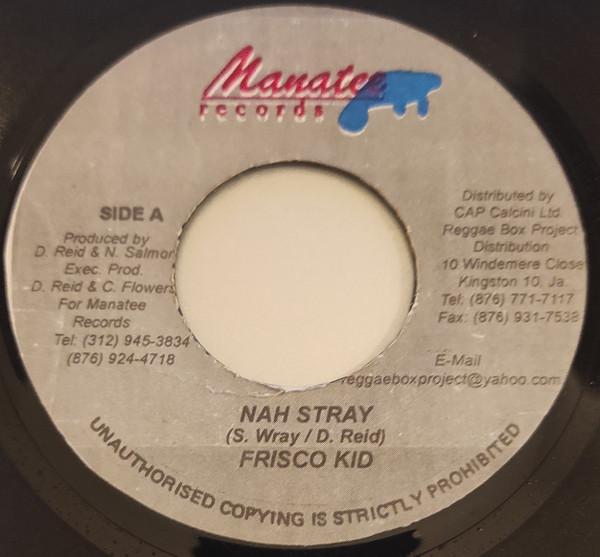 Manatee
records
SIDE A
Produced by
D. Reid & N. Salmon
Exec. Prod.
D. Reid & C. Flowers
For Manatee
Records
Tel: (312) 945-3834
(876) 924-4718
Distributed by
CAP Calcini Ltd.
Reggae Box Project
Distribution
10 Windemere Close
Kingston 10, Ja.
Tel: (876) 771-7117
Fax: (876) 931-7538
E-Mail
reggaeboxproject@yahoo.com
NAH STRAY
(S. Wray / D. Reid)
FRISCO KID
UNAUTHORISED COPYING IS STRICTLY PROHIBITED